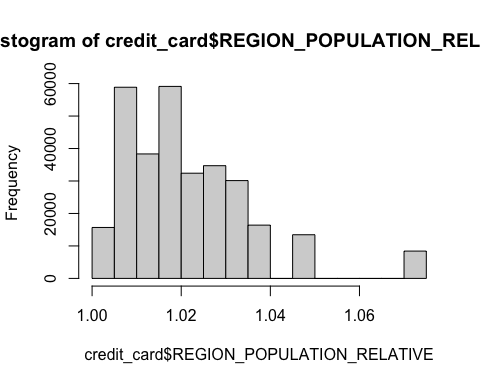 stogram of credit_card$REGION_POPULATION_REL
Frequency
60000
40000
20000
0
1.00 1.02 1.04 1.06
credit_card$REGION_POPULATION_RELATIVE